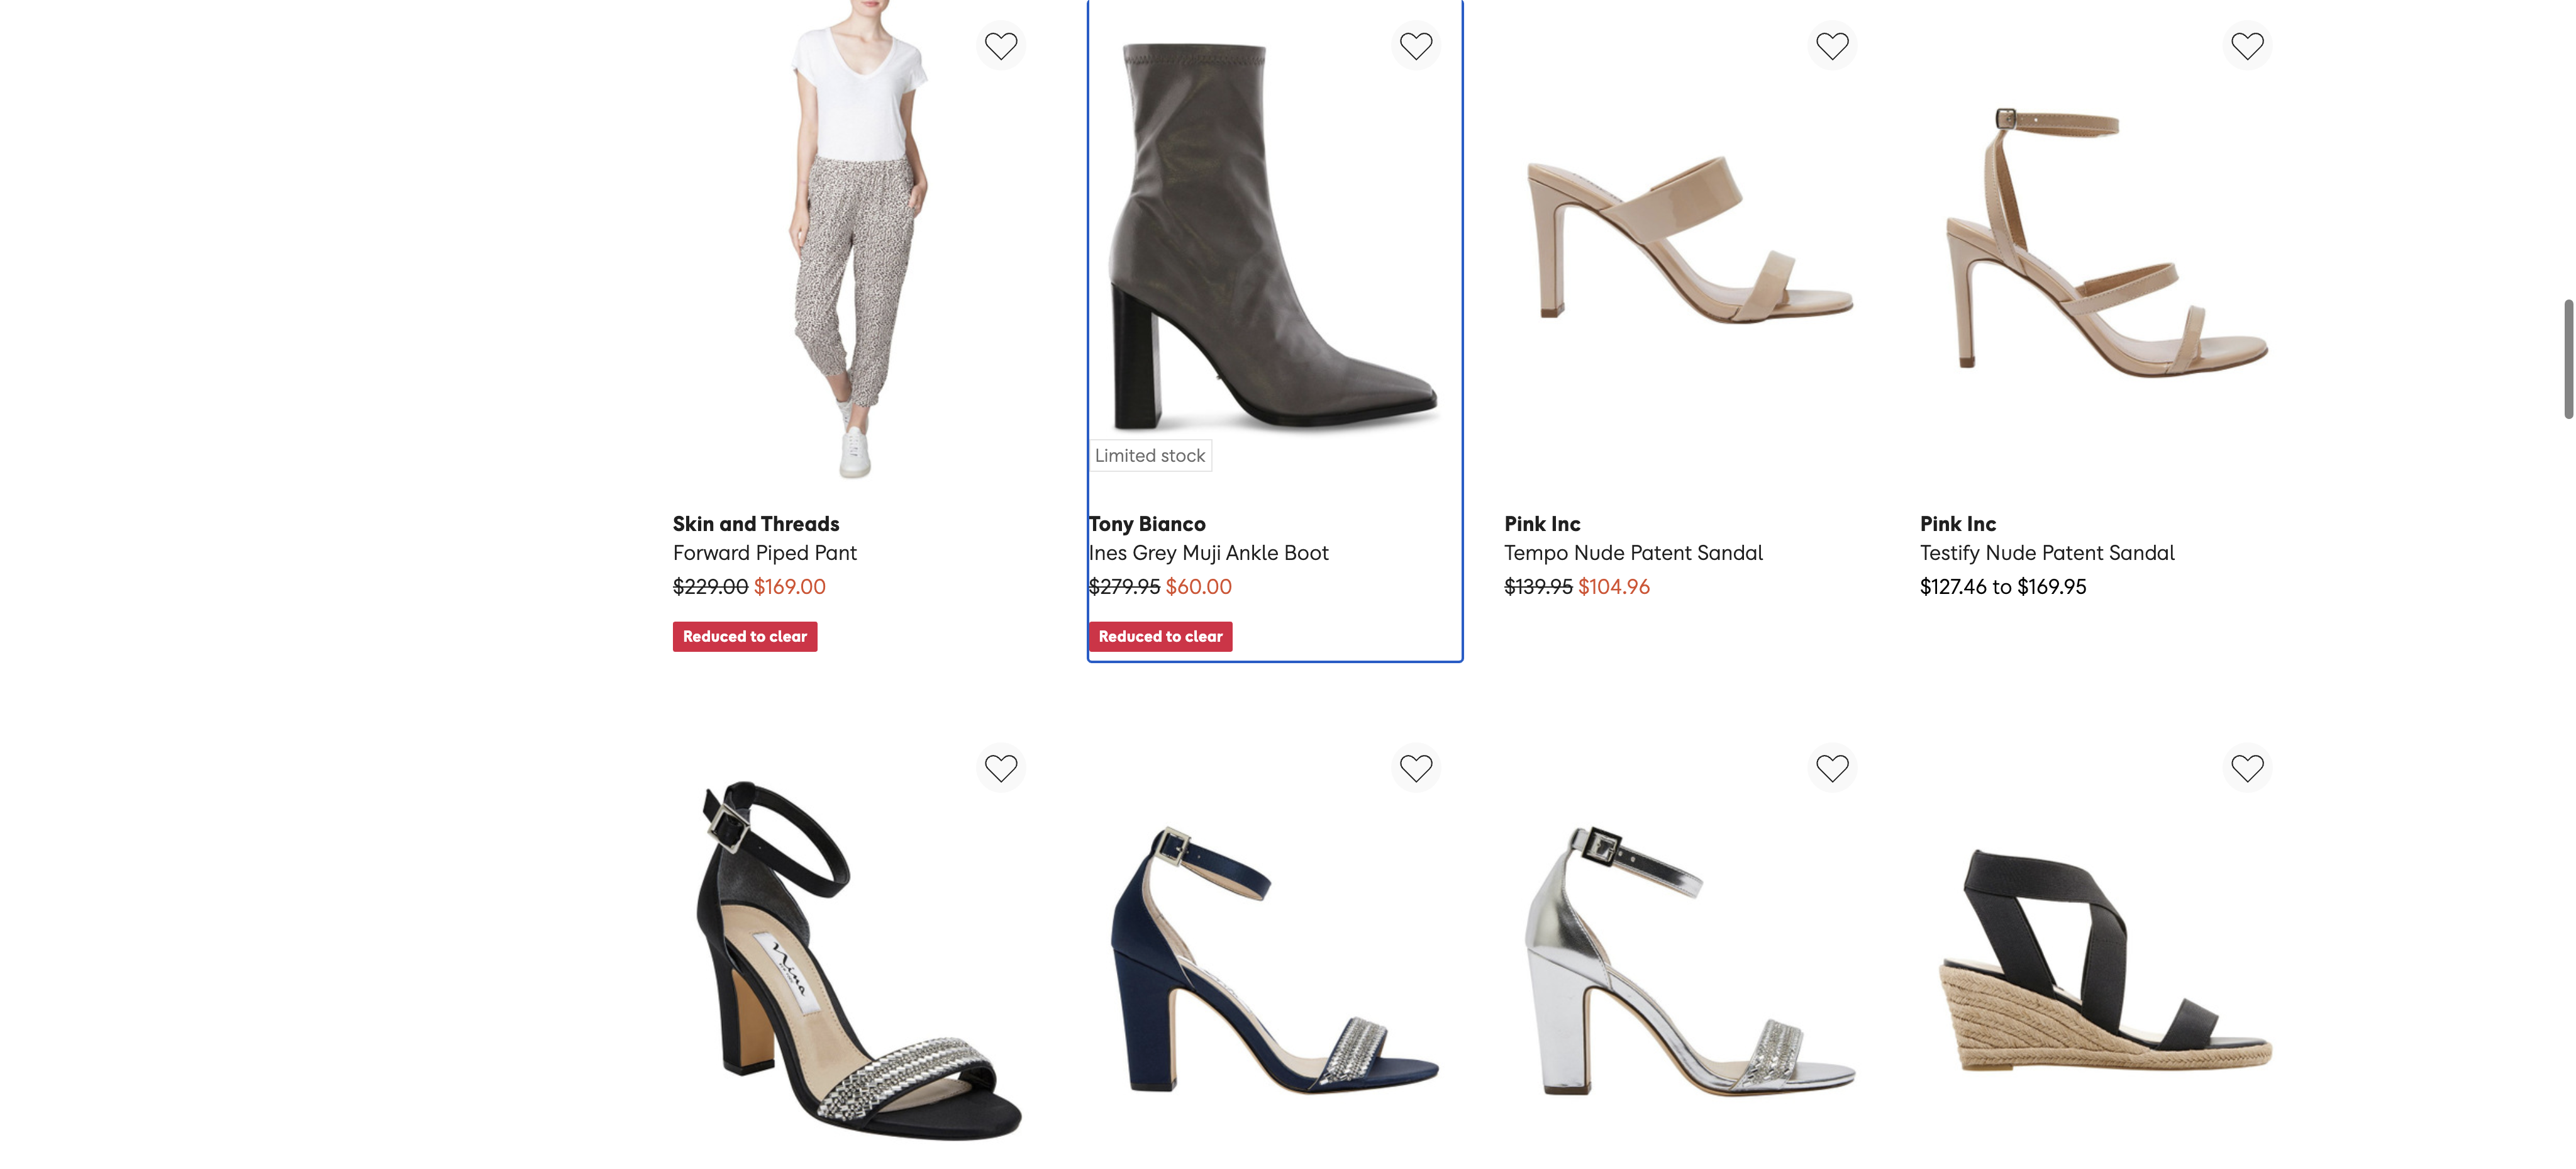 Limited stock
Skin and Threads
Forward Piped Pant
$229.00 $169.00
Reduced to clear
Tony Bianco
Ines Grey Muji Ankle Boot
$279.95 $60.00
Reduced to clear
Pink Inc
Tempo Nude Patent Sandal
$139.95 $104.96
Pink Inc
Testify Nude Patent Sandal
$127.46 to $169.95
Nina